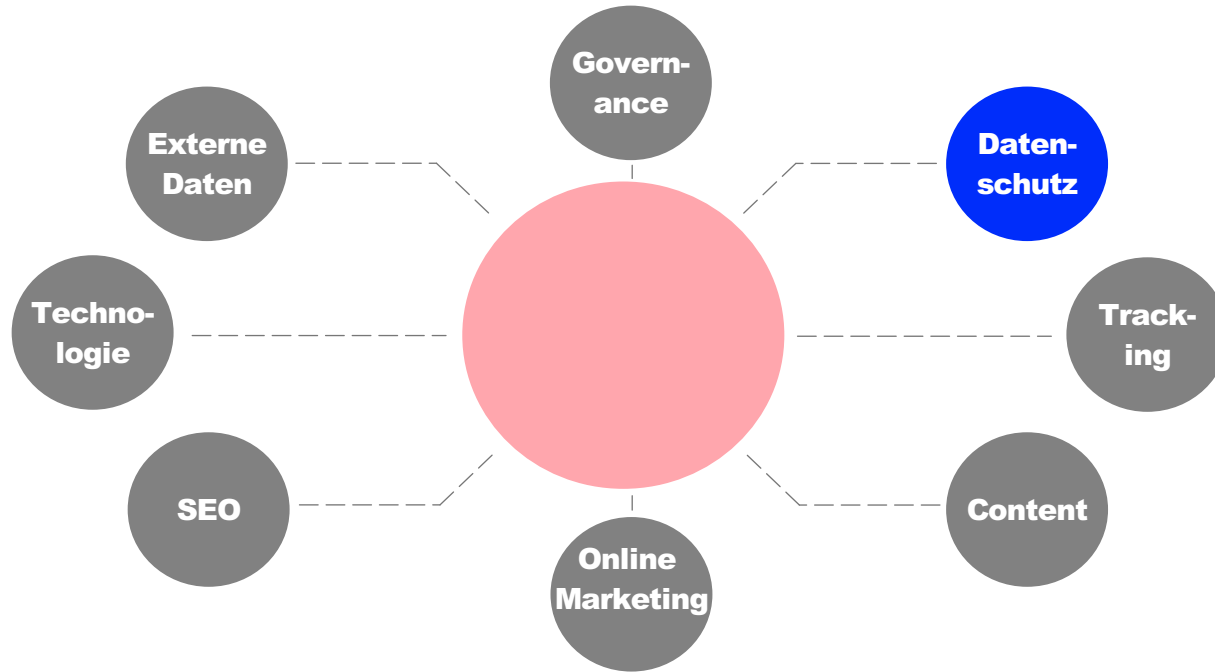 Govern-
ance
Externe
Daten
Daten-
schutz
Techno-
logie
Track-
ing
SEO
Content
Online
Marketing